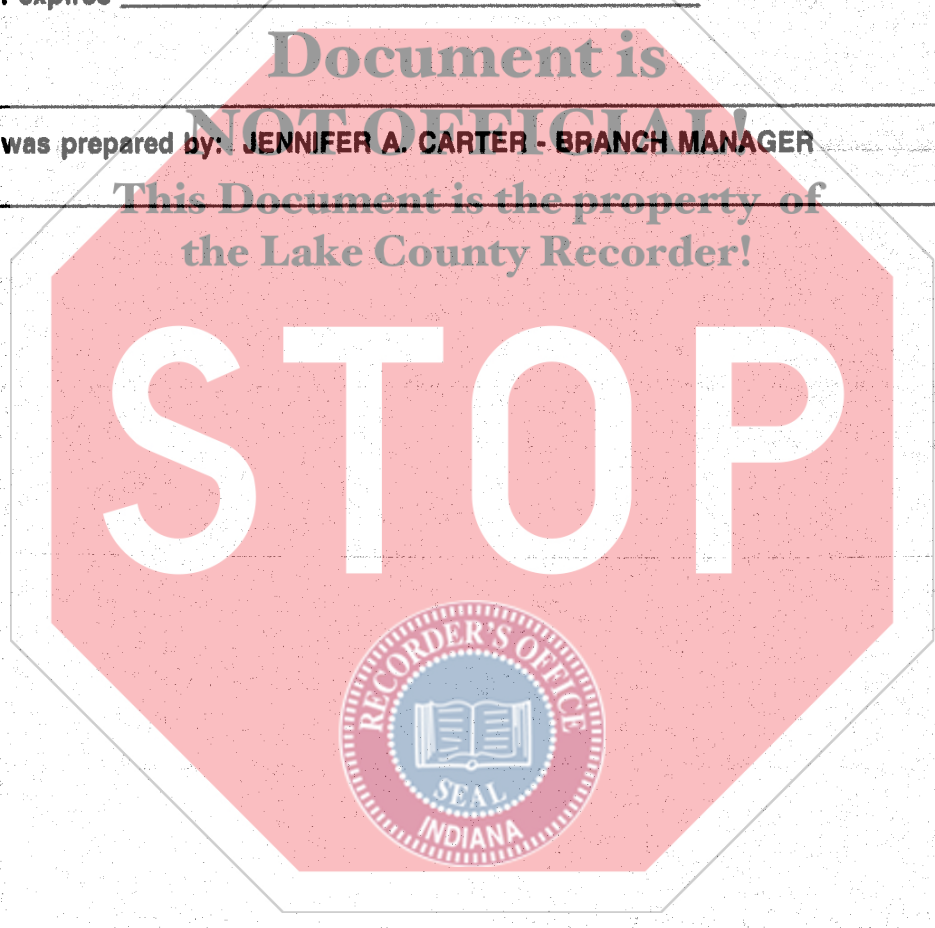 expires
Document is
NOT OFFICIAL!
was prepared by: JENNIFER A. CARTER - BRANCH MANAGER
This Document is the property of
the Lake County Recorder!
STOP
RECORDER'S OFFICE
SEAL
INDIANA